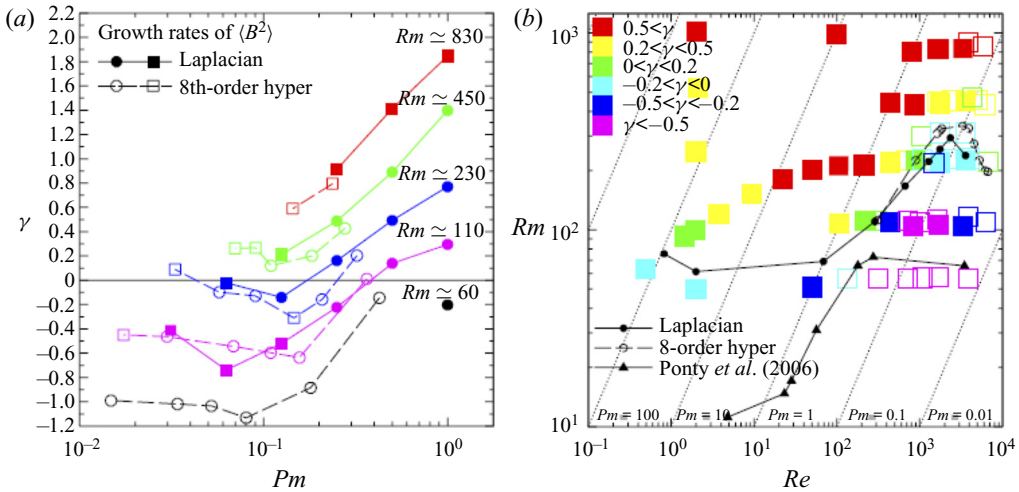 (a)
2.2
2.0
1.8
1.6
1.4
1.2
1.0
0.8
0.6
0.4
0.2
0
−0.2
−0.4
−0.6
−0.8
−1.0
−1.2
γ
Growth rates of ⟨B²⟩
Laplacian
8th-order hyper
Rm ≃ 830
Rm ≃ 450
Rm ≃ 230
Rm ≃ 110
Rm ≃ 60
10⁻² 10⁻¹ 10⁰
Pm
(b)
10³
10²
10¹
Rm
0.5<γ
0.2<γ<0.5
0<γ<0.2
−0.2<γ<0
−0.5<γ<−0.2
γ<−0.5
Laplacian
8-order hyper
Ponty et al. (2006)
Pm = 100 Pm = 10 Pm = 1 Pm = 0.1 Pm = 0.01
10⁻¹ 10⁰ 10¹ 10² 10³ 10⁴
Re